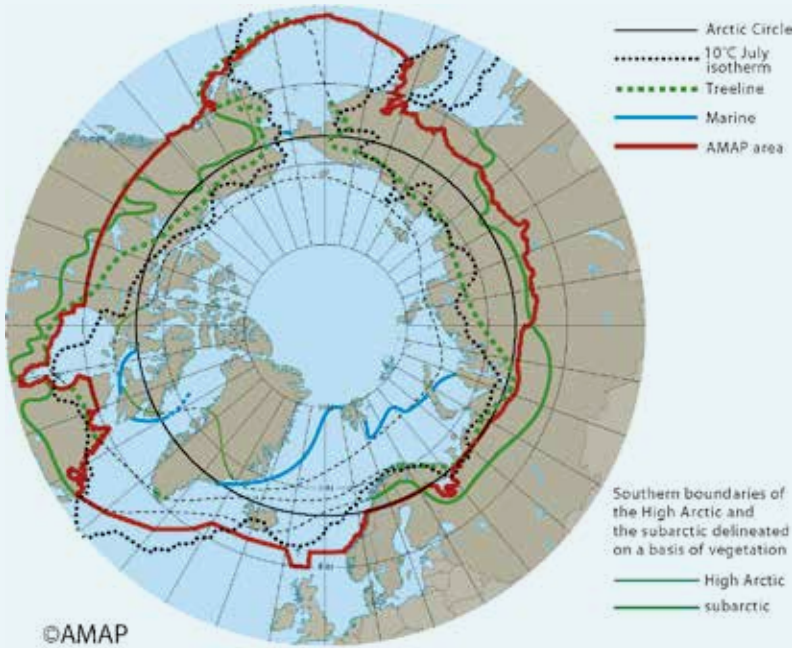 Arctic Circle
10°C July
isotherm
Treeline
Marine
AMAP area
Southern boundaries of
the High Arctic and
the subarctic delineated
on a basis of vegetation
High Arctic
subarctic
©AMAP